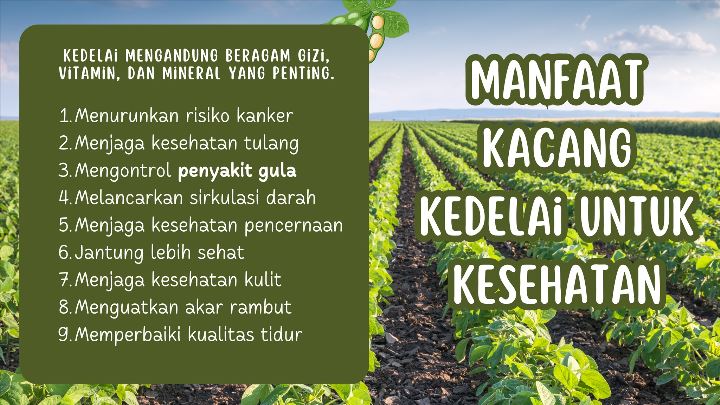 KEDELAi MENGANDUNG BERAGAM GiZi,
ViTAMiN, DAN MiNERAL YANG PENTiNG.
1. Menurunkan risiko kanker
2. Menjaga kesehatan tulang
3. Mengontrol penyakit gula
4. Melancarkan sirkulasi darah
5. Menjaga kesehatan pencernaan
6. Jantung lebih sehat
7. Menjaga kesehatan kulit
8. Menguatkan akar rambut
9. Memperbaiki kualitas tidur
MANFAAT
KACANG
KEDELAi UNTUK
KESEHATAN